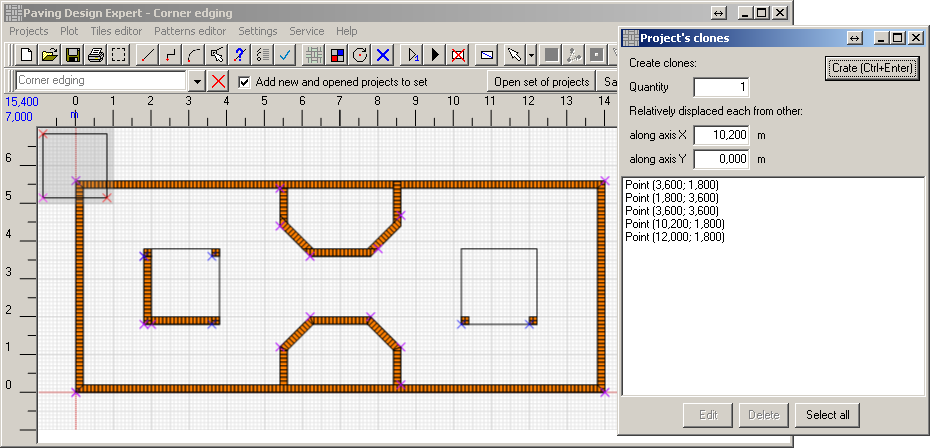 Paving Design Expert - Corner edging
Projects Plot Tiles editor Patterns editor Settings Service Help
Corner edging
Add new and opened projects to set
Open set of projects
Sa
15,400
7,000
m
0 1 2 3 4 5 6 7 8 9 10 11 12 13 14
6
5
4
3
2
1
0
Project's clones
Create clones:
Crate (Ctrl+Enter)
Quantity 1
Relatively displaced each from other:
along axis X 10,200 m
along axis Y 0,000 m
Point (3,600; 1,800)
Point (1,800; 3,600)
Point (3,600; 3,600)
Point (10,200; 1,800)
Point (12,000; 1,800)
Edit Delete Select all